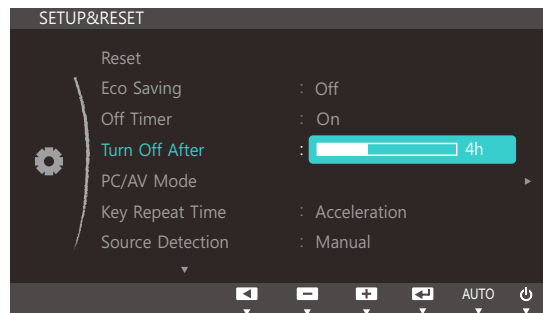 SETUP&RESET
Reset
Eco Saving : Off
Off Timer : On
Turn Off After : 4h
PC/AV Mode
Key Repeat Time : Acceleration
Source Detection : Manual
AUTO